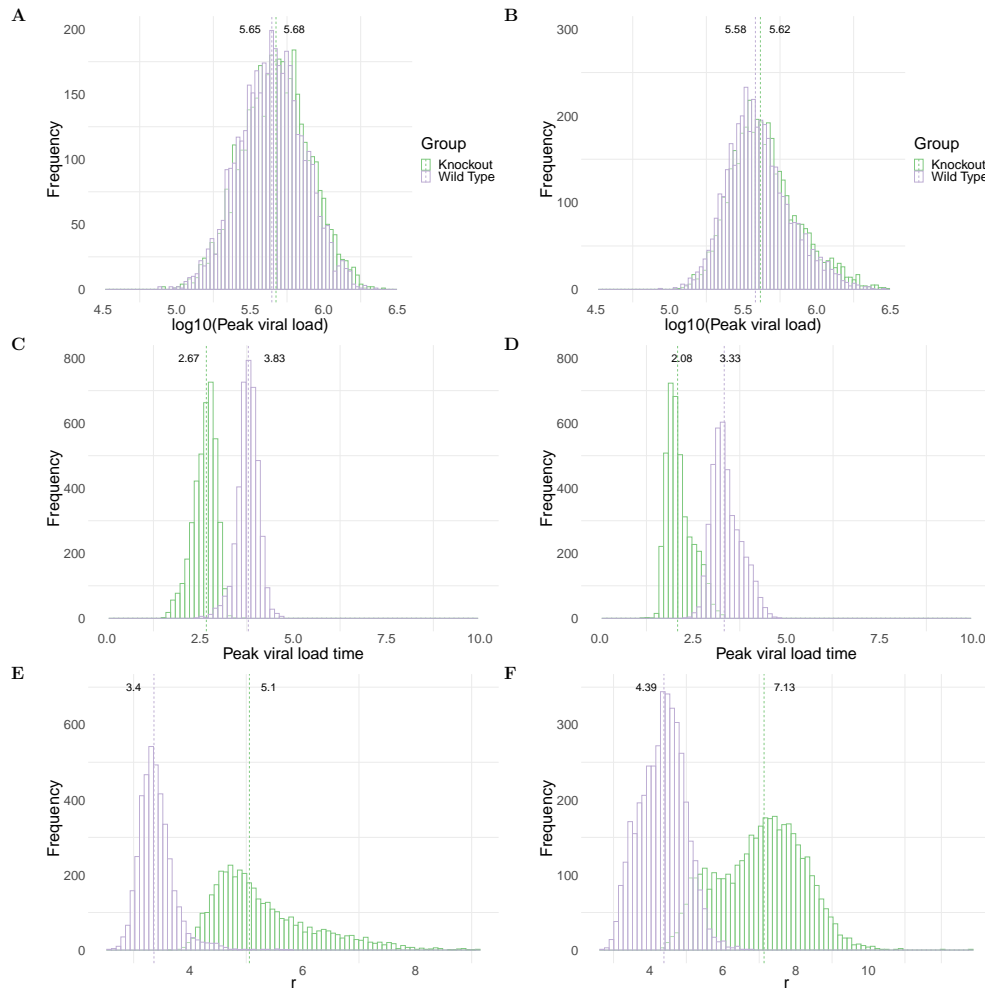 A
5.65 5.68
200
150
100
50
0
Frequency
4.5 5.0 5.5 6.0 6.5
log10(Peak viral load)
Group
Knockout
Wild Type
B
5.58 5.62
300
200
100
0
Frequency
4.5 5.0 5.5 6.0 6.5
log10(Peak viral load)
Group
Knockout
Wild Type
C
2.67 3.83
800
600
400
200
0
Frequency
0.0 2.5 5.0 7.5 10.0
Peak viral load time
D
2.08 3.33
800
600
400
200
0
Frequency
0.0 2.5 5.0 7.5 10.0
Peak viral load time
E
3.4 5.1
600
400
200
0
Frequency
4 6 8
r
F
4.39 7.13
300
200
100
0
Frequency
4 6 8 10
r